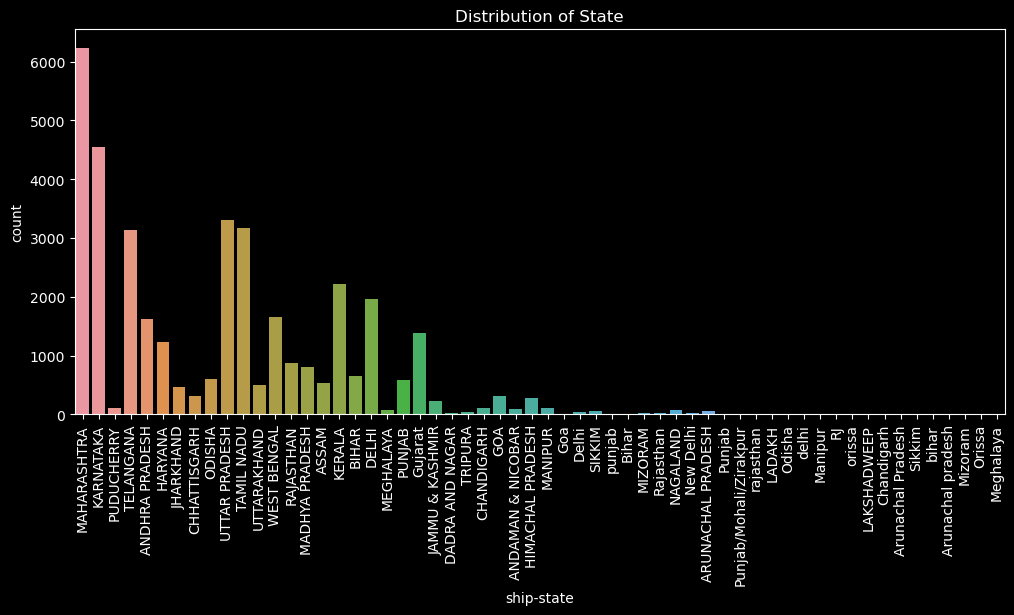 Distribution of State
count
6000
5000
4000
3000
2000
1000
0
MAHARASHTRA
KARNATAKA
PUDUCHERRY
TELANGANA
ANDHRA PRADESH
HARYANA
JHARKHAND
CHHATTISGARH
ODISHA
UTTAR PRADESH
TAMIL NADU
UTTARAKHAND
WEST BENGAL
RAJASTHAN
MADHYA PRADESH
ASSAM
KERALA
BIHAR
DELHI
MEGHALAYA
PUNJAB
Gujarat
JAMMU & KASHMIR
DADRA AND NAGAR
TRIPURA
CHANDIGARH
GOA
ANDAMAN & NICOBAR
HIMACHAL PRADESH
MANIPUR
Goa
Delhi
SIKKIM
punjab
Bihar
MIZORAM
Rajasthan
NAGALAND
New Delhi
ARUNACHAL PRADESH
Punjab
Punjab/Mohali/Zirakpur
rajasthan
LADAKH
Odisha
delhi
Manipur
RJ
orissa
LAKSHADWEEP
Chandigarh
Arunachal Pradesh
Sikkim
bihar
Arunachal pradesh
Mizoram
Orissa
Meghalaya
ship-state